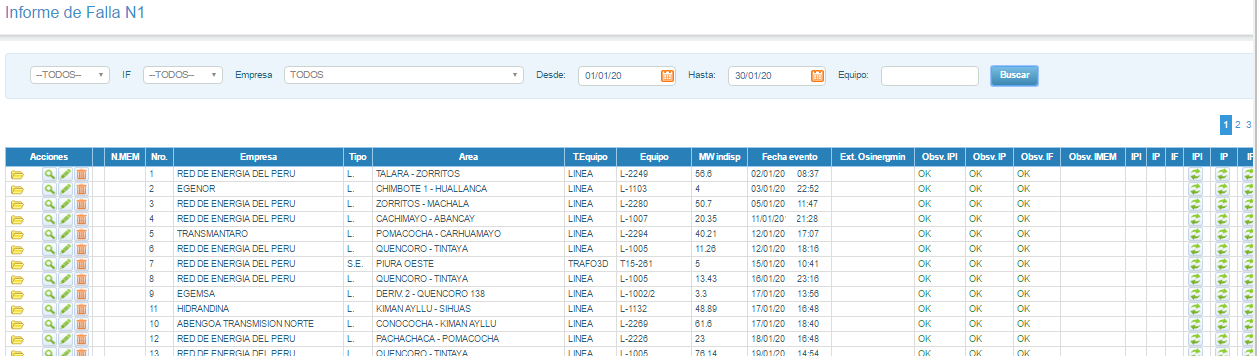 Informe de Falla N1
--TODOS-- IF --TODOS-- Empresa TODOS Desde: 01/01/20 Hasta: 30/01/20 Equipo: Buscar
1 2 3
Acciones N.MEM Nro. Empresa Tipo Area T.Equipo Equipo MW indisp Fecha evento Ext. Osinergmin Obsv. IPI Obsv. IP Obsv. IF Obsv. IMEM IPI IP IF IPI IP IF
1 RED DE ENERGIA DEL PERU L. TALARA - ZORRITOS LINEA L-2249 56.6 02/01/20 08:37 OK OK OK
2 EGENOR L. CHIMBOTE 1 - HUALLANCA LINEA L-1103 4 03/01/20 22:52 OK OK OK
3 RED DE ENERGIA DEL PERU L. ZORRITOS - MACHALA LINEA L-2280 50.7 05/01/20 11:47 OK OK OK
4 RED DE ENERGIA DEL PERU L. CACHIMAYO - ABANCAY LINEA L-1007 20.35 11/01/20 21:28 OK OK OK
5 TRANSMANTARO L. POMACOCHA - CARHUAMAYO LINEA L-2294 40.21 12/01/20 17:07 OK OK OK
6 RED DE ENERGIA DEL PERU L. QUENCORO - TINTAYA LINEA L-1005 11.26 12/01/20 18:16 OK OK OK
7 RED DE ENERGIA DEL PERU S.E. PIURA OESTE TRAFO3D T15-261 5 15/01/20 10:41 OK OK OK
8 RED DE ENERGIA DEL PERU L. QUENCORO - TINTAYA LINEA L-1005 13.43 16/01/20 23:16 OK OK OK
9 EGEMSA L. DERIV. 2 - QUENCORO 138 LINEA L-1002/2 3.3 17/01/20 13:56 OK OK OK
11 HIDRANDINA L. KIMAN AYLLU - SIHUAS LINEA L-1132 48.89 17/01/20 16:48 OK OK OK
10 ABENGOA TRANSMISION NORTE L. CONOCOCHA - KIMAN AYLLU LINEA L-2269 61.6 17/01/20 18:40 OK OK OK
12 RED DE ENERGIA DEL PERU L. PACHACHACA - POMACOCHA LINEA L-2226 23 18/01/20 16:48 OK OK OK
13 RED DE ENERGIA DEL PERU L. QUENCORO - TINTAYA LINEA L-1005 76.14 19/01/20 14:54 OK OK OK